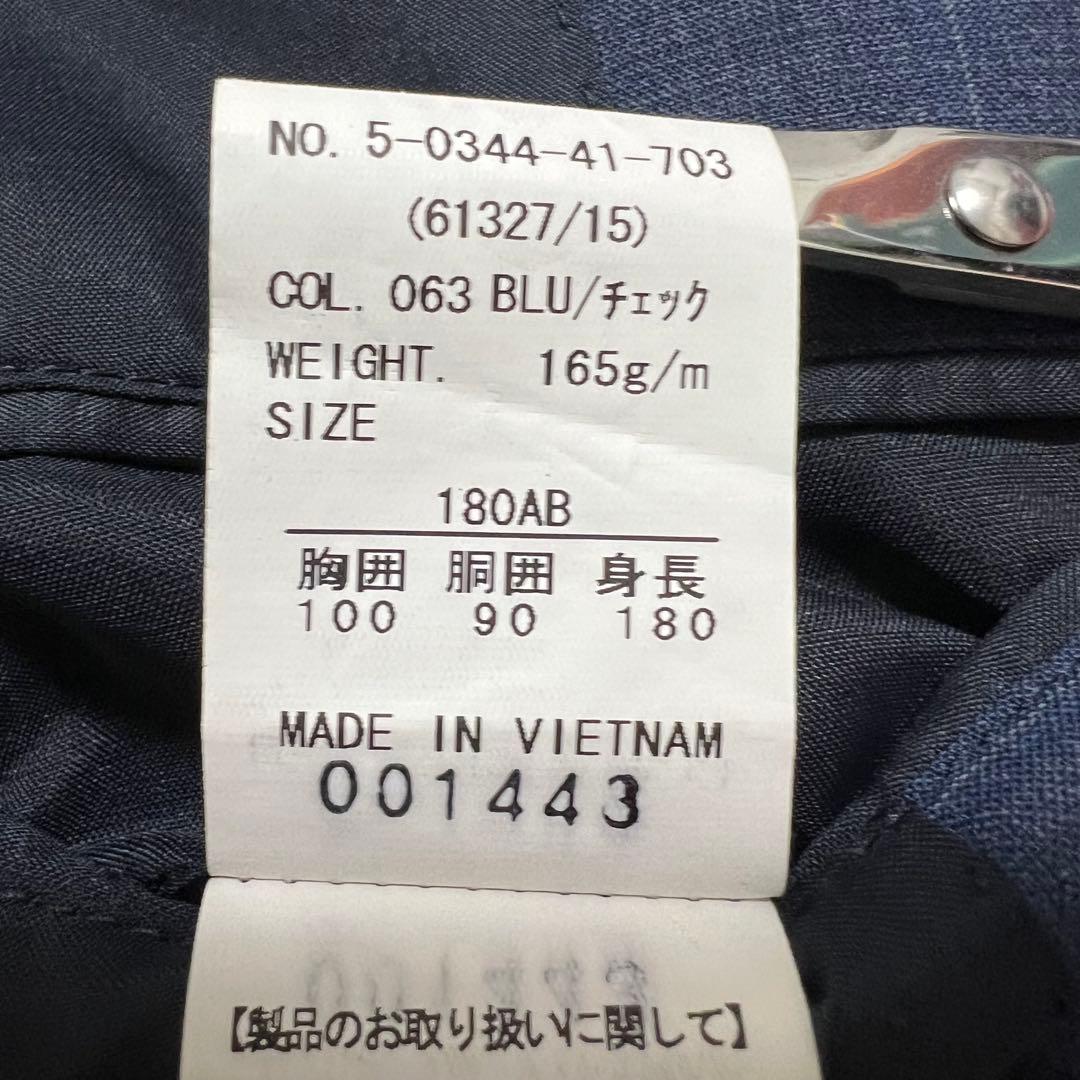 NO. 5-0344-41-703
(61327/15)
COL. 063 BLU/チェック
WEIGHT. 165g/m
SIZE
180AB
胸囲 胴囲 身長
100 90 180
MADE IN VIETNAM
001443
【製品のお取り扱いに関して】